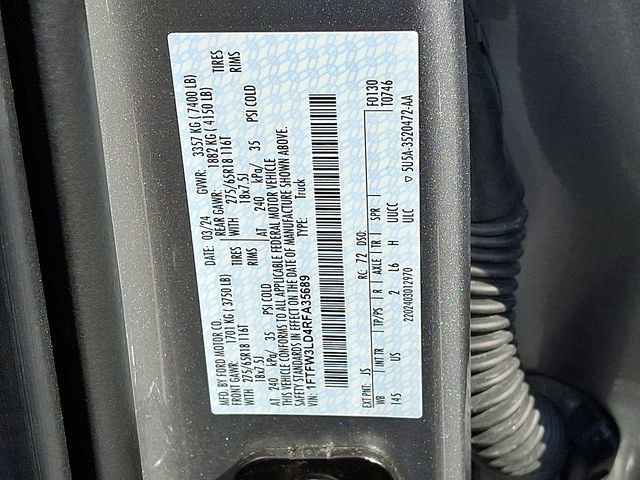 MFD. BY FORD MOTOR CO. DATE: 03/24 GVWR: 3357 KG ( 7400 LB)
FRONT GAWR: 1701 KG ( 3750 LB) REAR GAWR: 1882 KG ( 4150 LB)
WITH 275/65R18 116T TIRES WITH 275/65R18 116T TIRES
18x7.5J RIMS 18x7.5J RIMS
AT 240 kPa/ 35 PSI COLD AT 240 kPa/ 35 PSI COLD
THIS VEHICLE CONFORMS TO ALL APPLICABLE FEDERAL MOTOR VEHICLE
SAFETY STANDARDS IN EFFECT ON THE DATE OF MANUFACTURE SHOWN ABOVE.
VIN: 1FTFW3LD4RFA35689 TYPE: Truck
F0130
T0746
EXT PNT: JS RC: 72 DSO:
WB INT TR TP/PS R AXLE TR SPR
145 US 2 L6 H UUCC
2202403012970 ULC
▽ 5U5A-3520472-AA